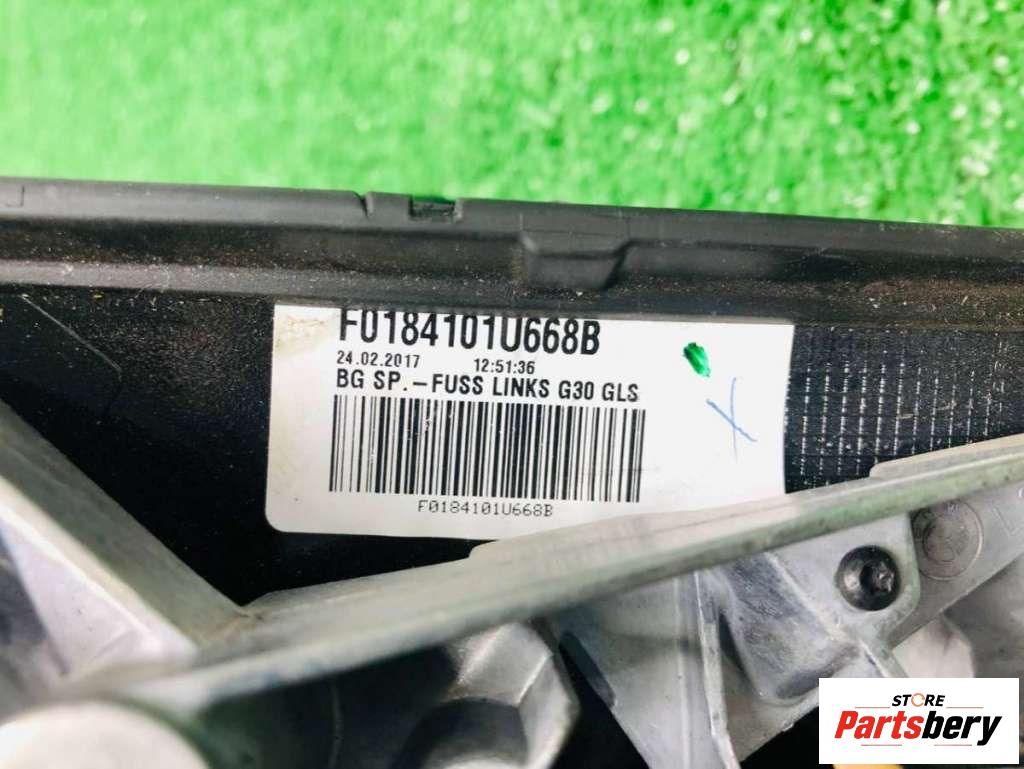 F0184101U668B
24.02.2017 12:51:36
BG SP.-FUSS LINKS G30 GLS
F0184101U668B
STORE
Partsbery